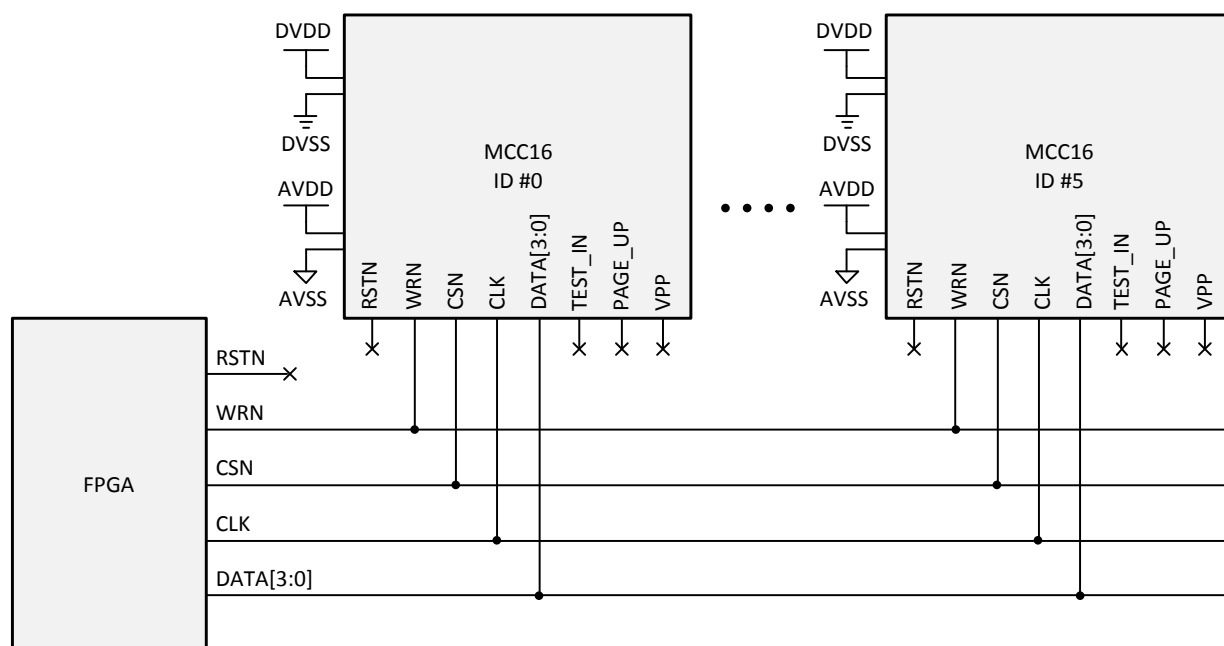 DVDD
DVSS
AVDD
AVSS
MCC16
ID #0
RSTN
WRN
CSN
CLK
DATA[3:0]
TEST_IN
PAGE_UP
VPP
DVDD
DVSS
AVDD
AVSS
MCC16
ID #5
RSTN
WRN
CSN
CLK
DATA[3:0]
TEST_IN
PAGE_UP
VPP
FPGA
RSTN
WRN
CSN
CLK
DATA[3:0]